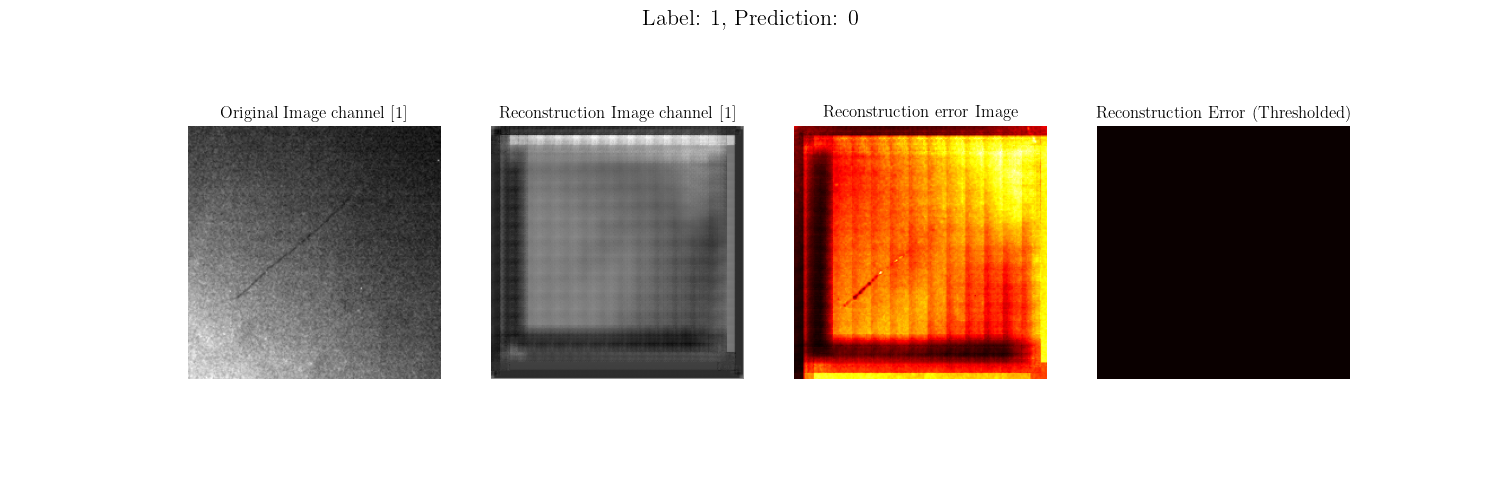 Label: 1, Prediction: 0
Original Image channel [1]
Reconstruction Image channel [1]
Reconstruction error Image
Reconstruction Error (Thresholded)